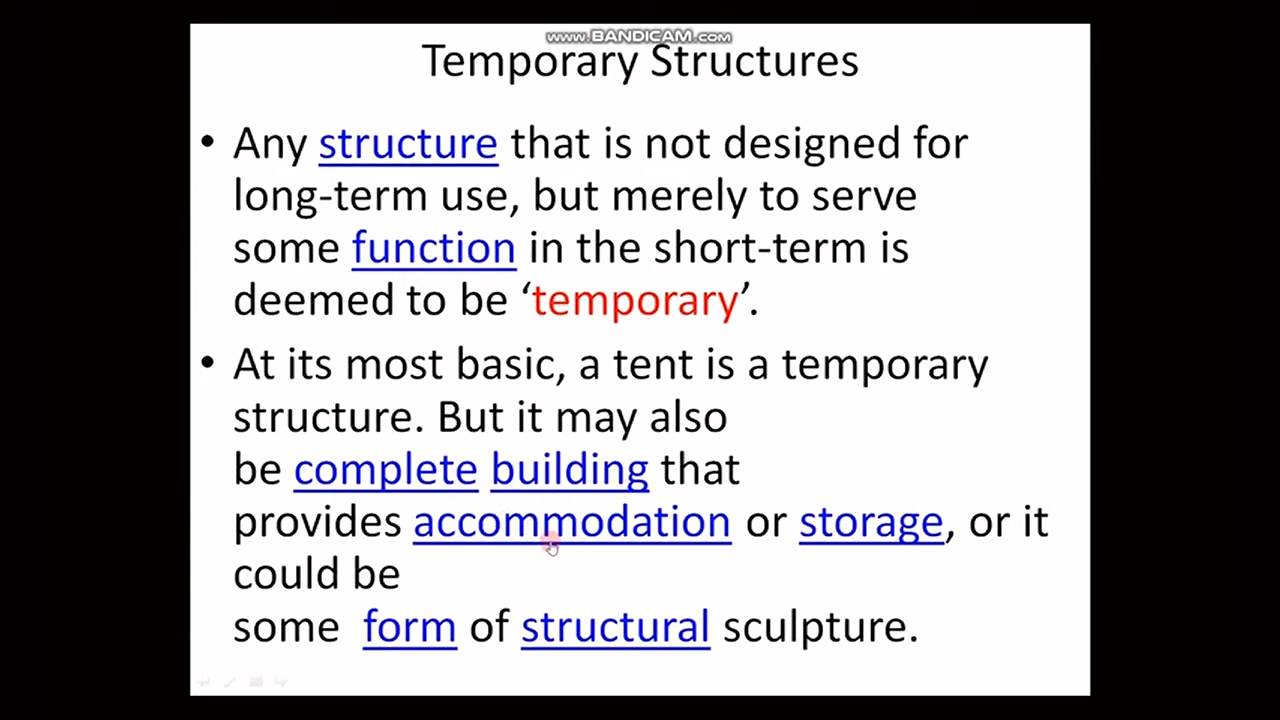 www.BANDICAM.com
Temporary Structures
• Any structure that is not designed for
long-term use, but merely to serve
some function in the short-term is
deemed to be ‘temporary’.
• At its most basic, a tent is a temporary
structure. But it may also
be complete building that
provides accommodation or storage, or it
could be
some  form of structural sculpture.